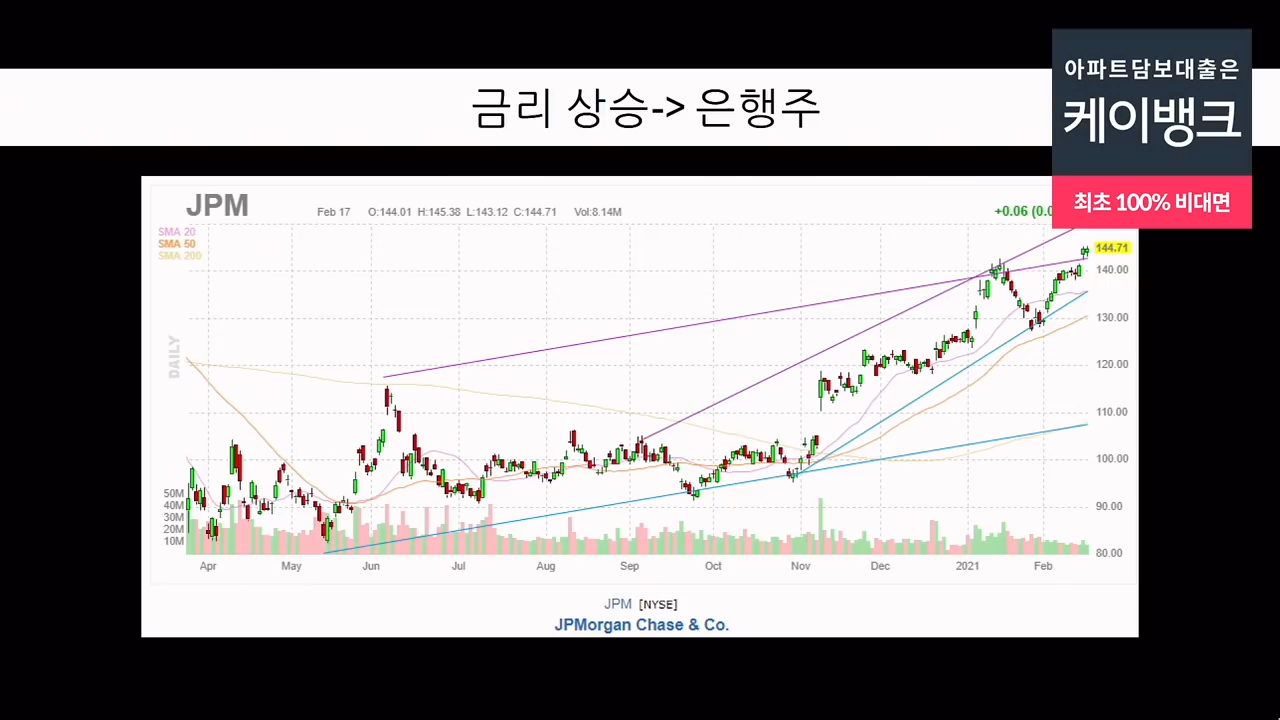 금리 상승-> 은행주
아파트담보대출은
케이뱅크
최초 100% 비대면
JPM
Feb 17 O:144.01 H:145.38 L:143.12 C:144.71 Vol:8.14M
+0.06 (0.0
SMA 20
SMA 50
SMA 200
144.71
140.00
130.00
120.00
110.00
100.00
90.00
80.00
DAILY
50M
40M
30M
20M
10M
Apr May Jun Jul Aug Sep Oct Nov Dec 2021 Feb
JPM [NYSE]
JPMorgan Chase & Co.